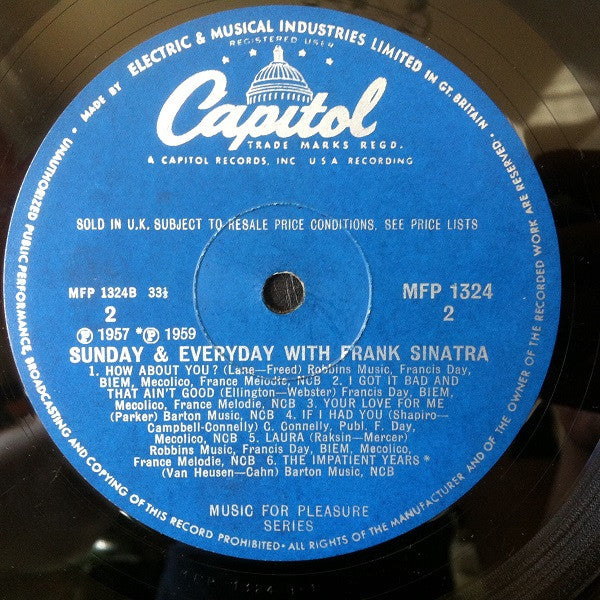 MADE BY ELECTRIC & MUSICAL INDUSTRIES LIMITED IN GT. BRITAIN •
REGISTERED USER
Capitol
TRADE MARKS REGD.
& CAPITOL RECORDS, INC U.S.A RECORDING
SOLD IN U.K. SUBJECT TO RESALE PRICE CONDITIONS. SEE PRICE LISTS
MFP 1324B 33⅓
2
MFP 1324
2
Ⓟ 1957 *Ⓟ 1959
SUNDAY & EVERYDAY WITH FRANK SINATRA
1. HOW ABOUT YOU? (Lane—Freed) Robbins Music, Francis Day,
BIEM, Mecolico, France Mélodie, NCB 2. I GOT IT BAD AND
THAT AIN'T GOOD (Ellington—Webster) Francis Day, BIEM,
Mecolico, France Melodie, NCB 3. YOUR LOVE FOR ME
(Parker) Barton Music, NCB 4. IF I HAD YOU (Shapiro—
Campbell-Connelly) C. Connelly, Publ. F. Day,
Mecolico, NCB 5. LAURA (Raksin—Mercer)
Robbins Music, Francis Day, BIEM, Mecolico,
France Melodie, NCB 6. THE IMPATIENT YEARS *
(Van Heusen—Cahn) Barton Music, NCB
MUSIC FOR PLEASURE
SERIES
ALL RIGHTS OF THE MANUFACTURER AND OF THE OWNER OF THE RECORDED WORK ARE RESERVED •
UNAUTHORIZED PUBLIC PERFORMANCE, BROADCASTING AND COPYING OF THIS RECORD PROHIBITED •